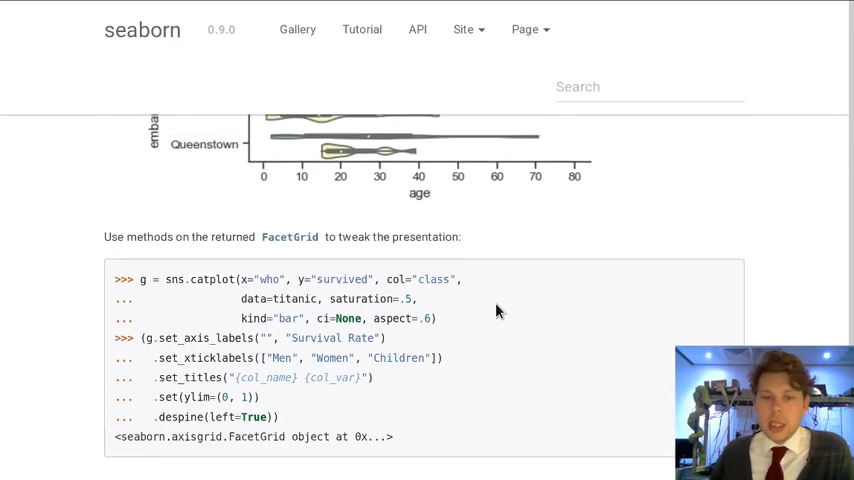 seaborn 0.9.0 Gallery Tutorial API Site Page
Search
embar
Queenstown
0 10 20 30 40 50 60 70 80
age
Use methods on the returned FacetGrid to tweak the presentation:
>>> g = sns.catplot(x="who", y="survived", col="class",
... data=titanic, saturation=.5,
... kind="bar", ci=None, aspect=.6)
>>> (g.set_axis_labels("", "Survival Rate")
... .set_xticklabels(["Men", "Women", "Children"])
... .set_titles("{col_name} {col_var}")
... .set(ylim=(0, 1))
... .despine(left=True))
<seaborn.axisgrid.FacetGrid object at 0x...>